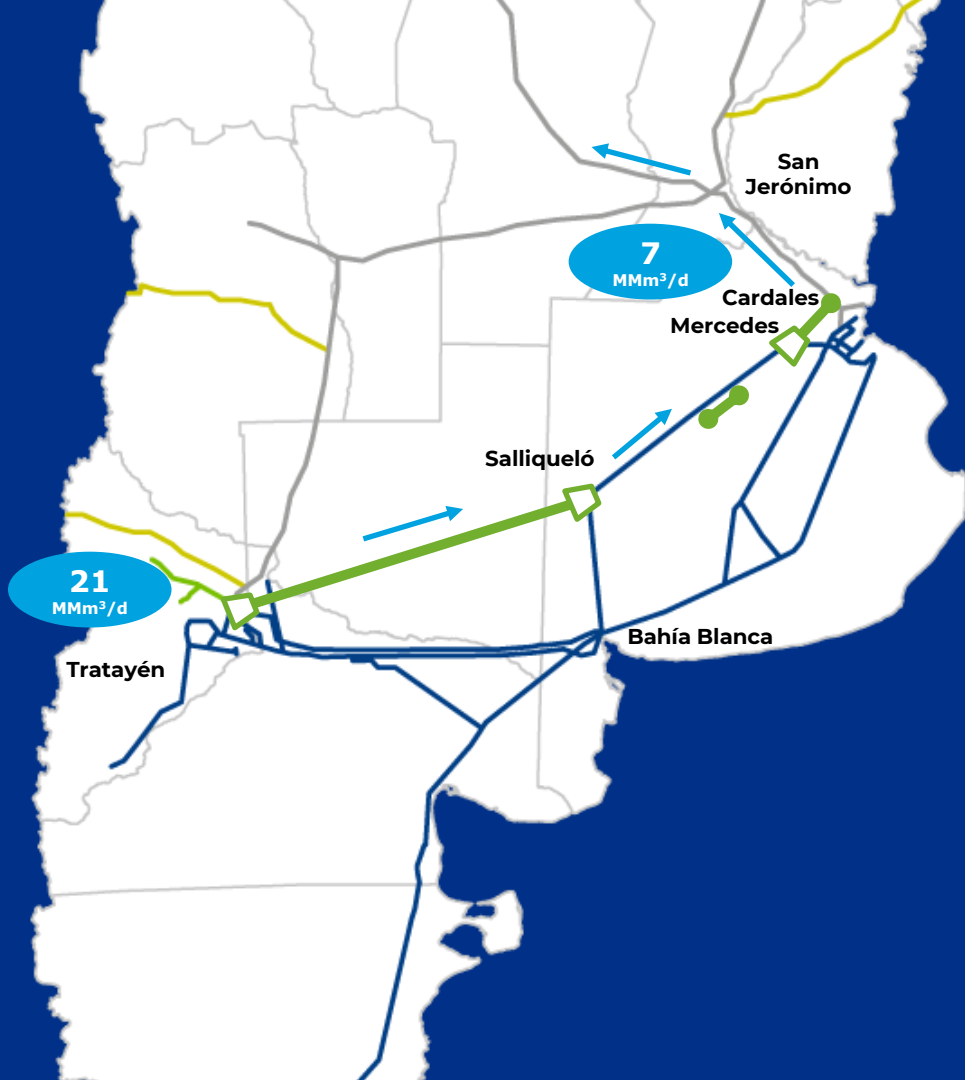 San
Jerónimo
7
MMm³/d
Cardales
Mercedes
Salliqueló
21
MMm³/d
Bahía Blanca
Tratayén